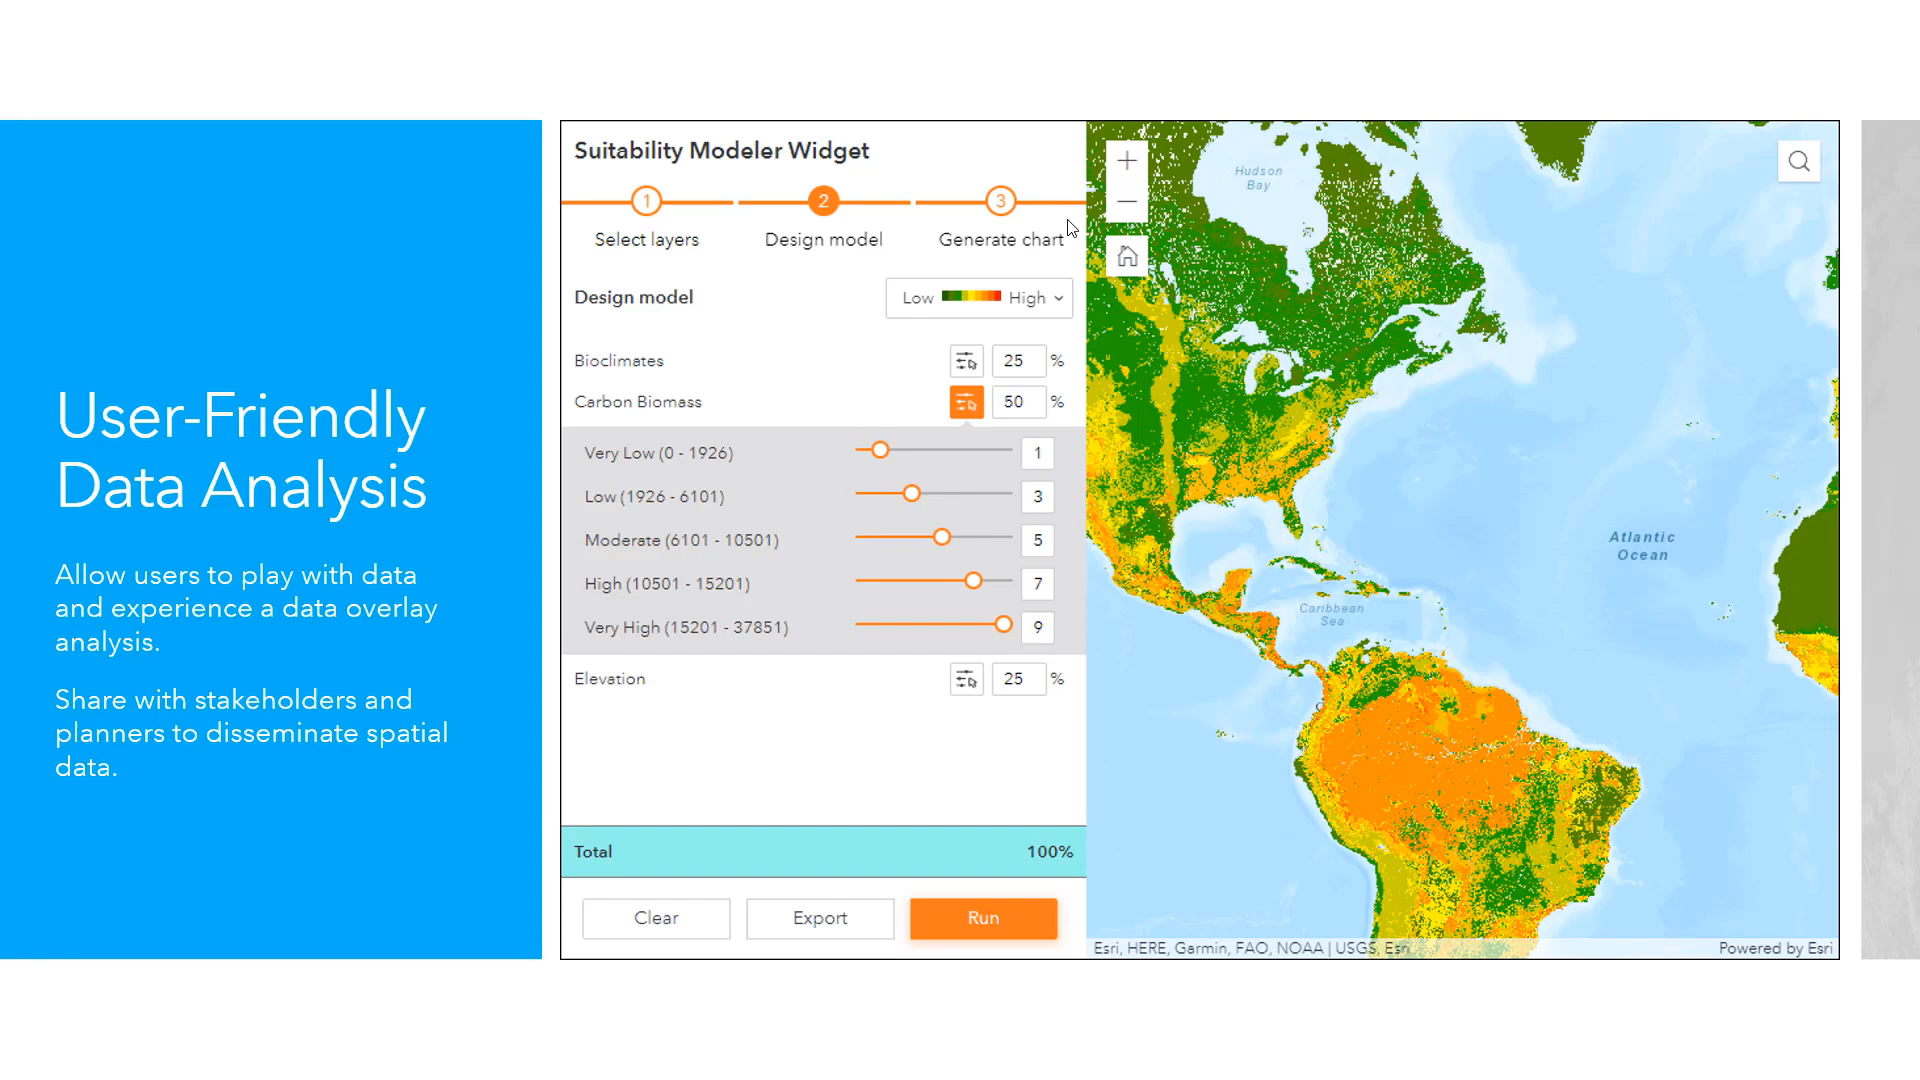 User-Friendly
Data Analysis
Allow users to play with data
and experience a data overlay
analysis.
Share with stakeholders and
planners to disseminate spatial
data.
Suitability Modeler Widget
1 2 3
Select layers Design model Generate chart
Design model Low High
Bioclimates 25 %
Carbon Biomass 50 %
Very Low (0 - 1926) 1
Low (1926 - 6101) 3
Moderate (6101 - 10501) 5
High (10501 - 15201) 7
Very High (15201 - 37851) 9
Elevation 25 %
Total 100%
Clear Export Run
Hudson
Bay
Atlantic
Ocean
Caribbean
Sea
Esri, HERE, Garmin, FAO, NOAA | USGS, Esri Powered by Esri